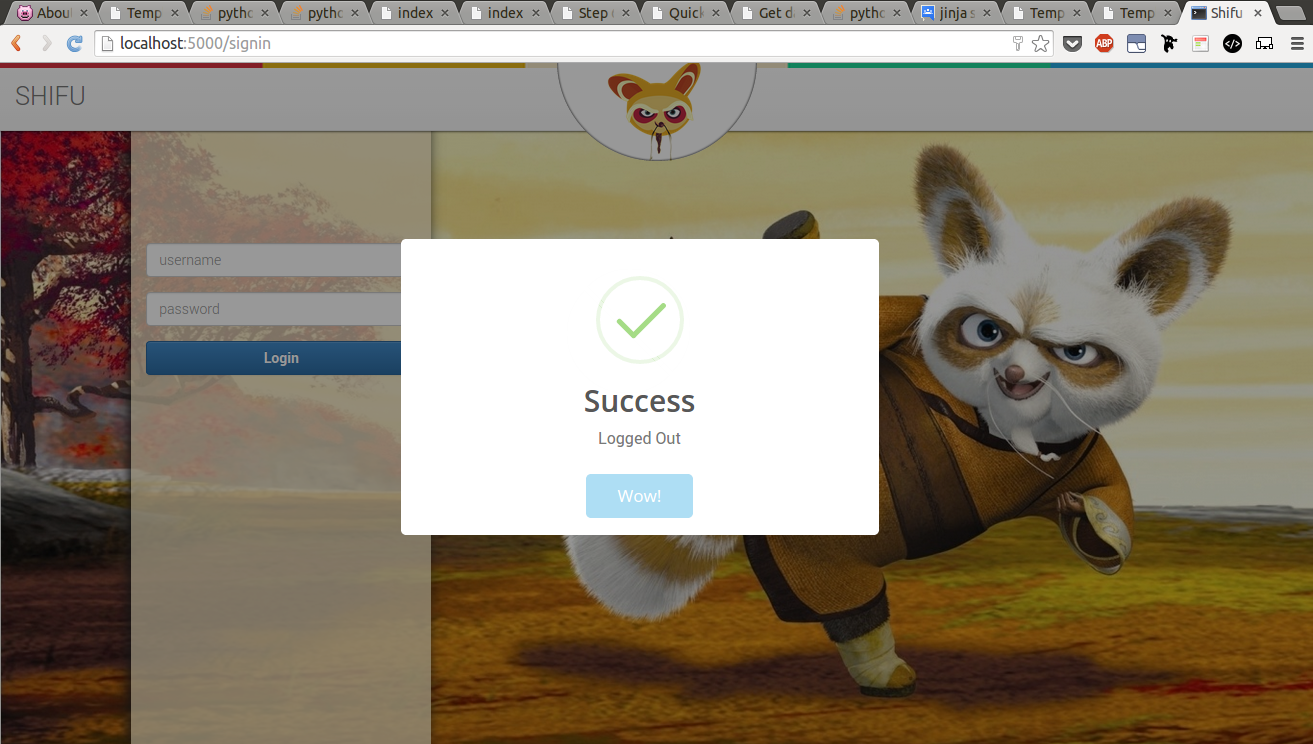 Abou
Temp
pytho
pytho
index
index
Step
Quick
Get d
pytho
jinja s
Temp
Temp
Shifu
localhost:5000/signin
ABP
SHIFU
username
password
Login
Success
Logged Out
Wow!